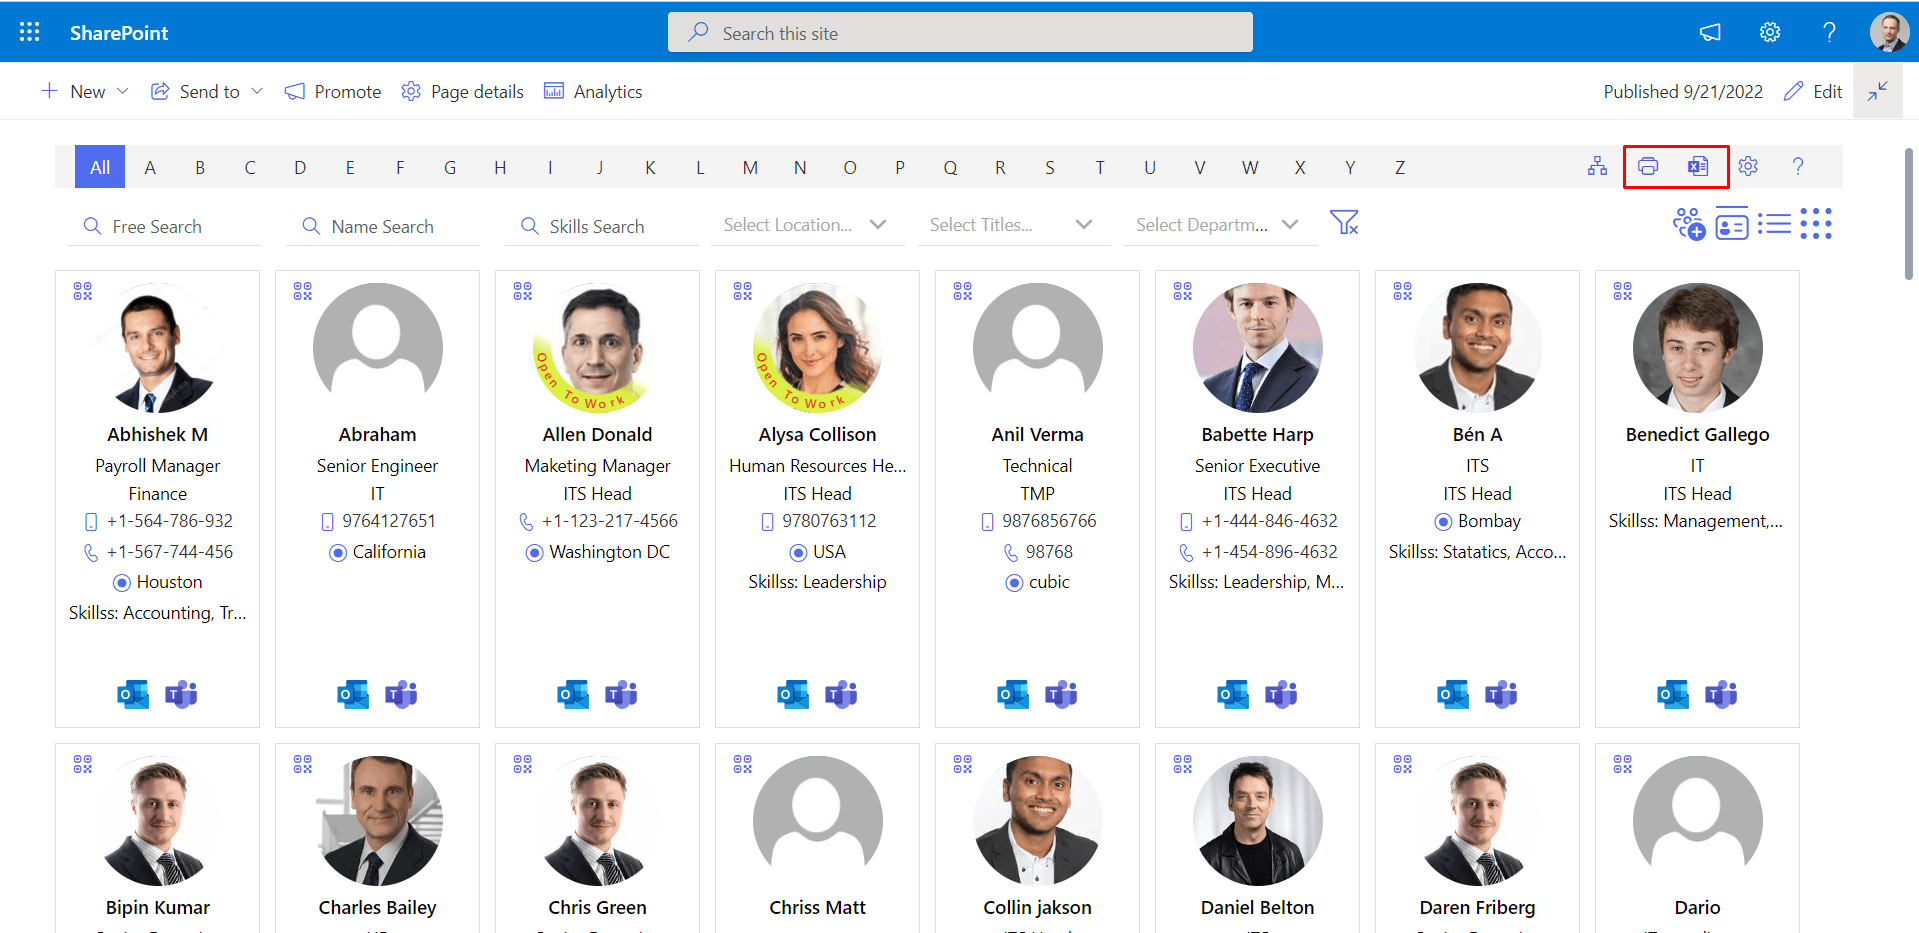 SharePoint
Search this site
?
New
Send to
Promote
Page details
Analytics
Published 9/21/2022
Edit
All A B C D E F G H I J K L M N O P Q R S T U V W X Y Z
?
Free Search
Name Search
Skills Search
Select Location...
Select Titles...
Select Departm...
Abhishek M
Payroll Manager
Finance
+1-564-786-932
+1-567-744-456
Houston
Skillss: Accounting, Tr...
Abraham
Senior Engineer
IT
9764127651
California
Open To Work
Allen Donald
Maketing Manager
ITS Head
+1-123-217-4566
Washington DC
Open To Work
Alysa Collison
Human Resources He...
ITS Head
9780763112
USA
Skillss: Leadership
Anil Verma
Technical
TMP
9876856766
98768
cubic
Babette Harp
Senior Executive
ITS Head
+1-444-846-4632
+1-454-896-4632
Skillss: Leadership, M...
Bén A
ITS
ITS Head
Bombay
Skillss: Statatics, Acco...
Benedict Gallego
IT
ITS Head
Skillss: Management,...
Bipin Kumar
Charles Bailey
Chris Green
Chriss Matt
Collin jakson
Daniel Belton
Daren Friberg
Dario